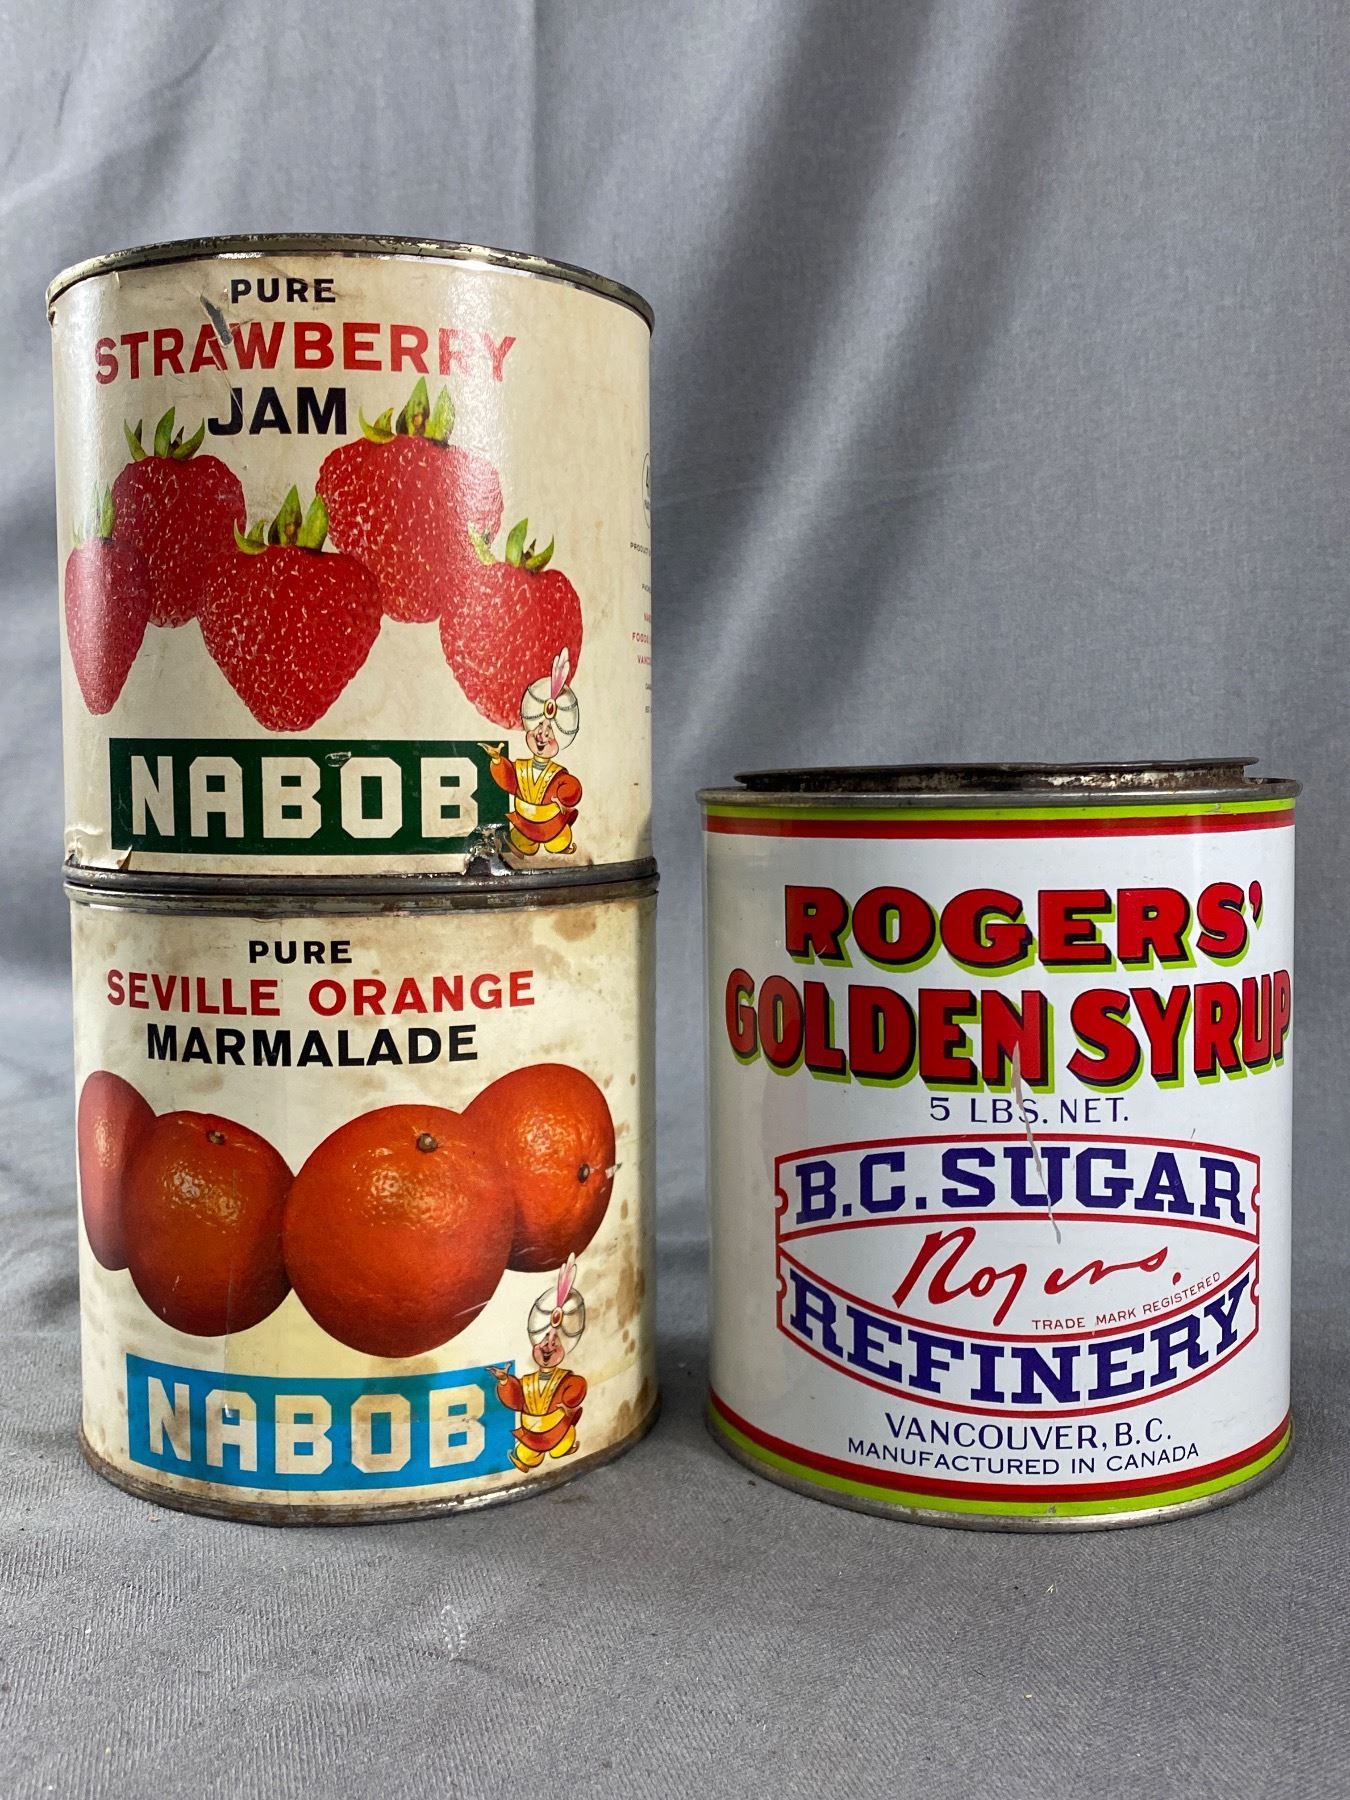 PURE
STRAWBERRY
JAM
NABOB
PURE
SEVILLE ORANGE
MARMALADE
NABOB
ROGERS'
GOLDEN SYRUP
5 LBS. NET.
B.C. SUGAR
Rogers
TRADE MARK REGISTERED
REFINERY
VANCOUVER, B.C.
MANUFACTURED IN CANADA